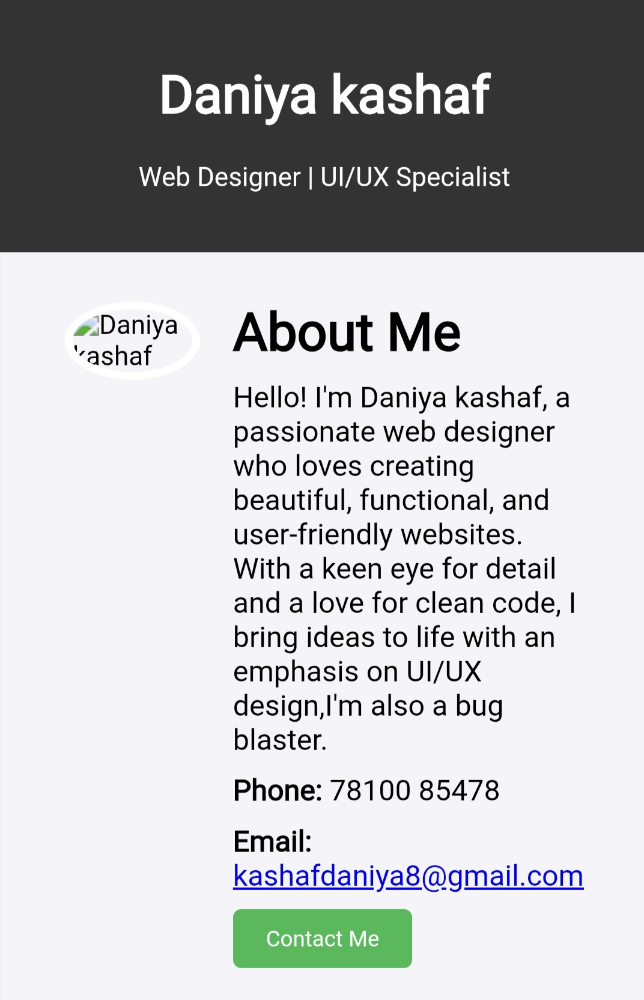 Daniya kashaf
Web Designer | UI/UX Specialist
Daniya
kashaf
About Me
Hello! I'm Daniya kashaf, a
passionate web designer
who loves creating
beautiful, functional, and
user-friendly websites.
With a keen eye for detail
and a love for clean code, I
bring ideas to life with an
emphasis on UI/UX
design,I'm also a bug
blaster.
Phone: 78100 85478
Email:
kashafdaniya8@gmail.com
Contact Me